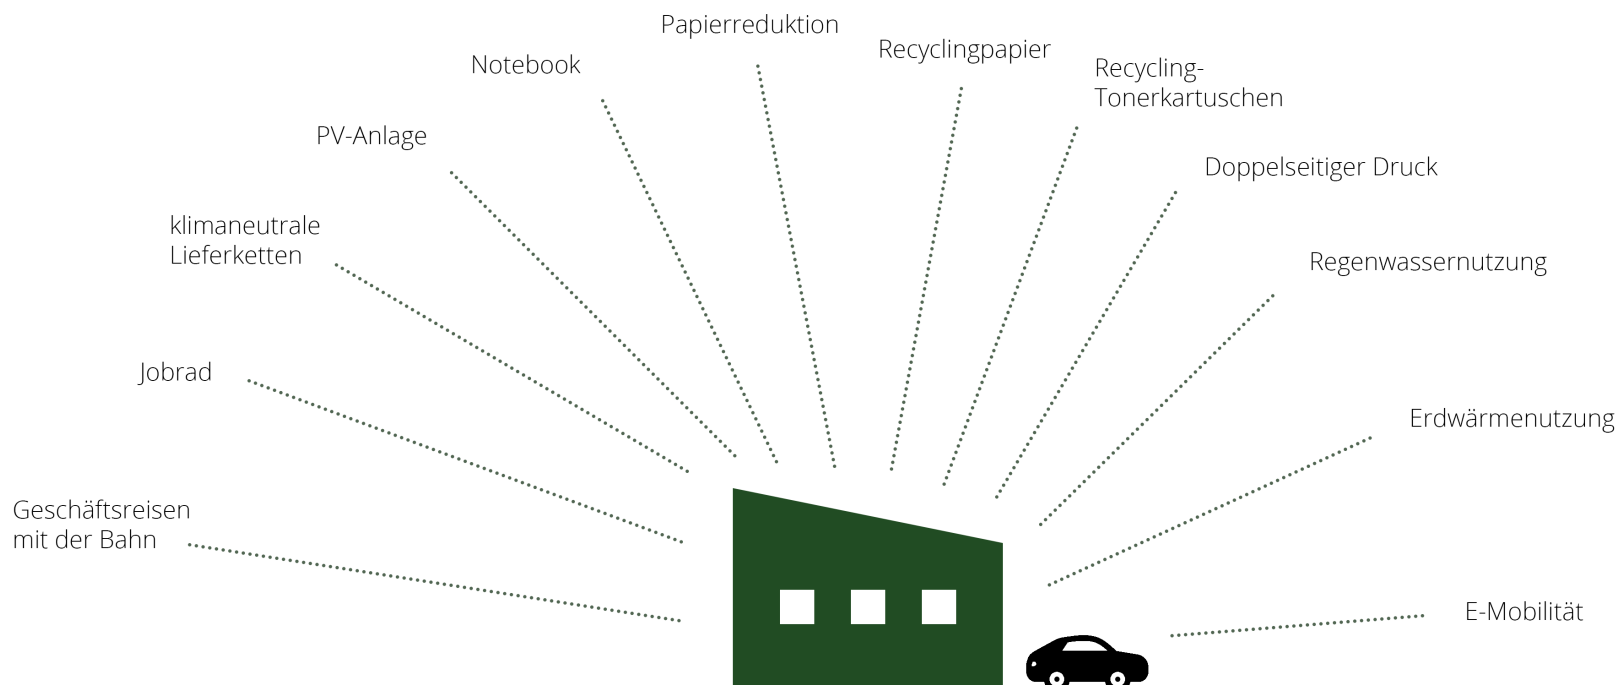 Papierreduktion
Recyclingpapier
Notebook
Recycling-
Tonerkartuschen
PV-Anlage
Doppelseitiger Druck
klimaneutrale
Lieferketten
Regenwassernutzung
Jobrad
Erdwärmenutzung
Geschäftsreisen
mit der Bahn
E-Mobilität